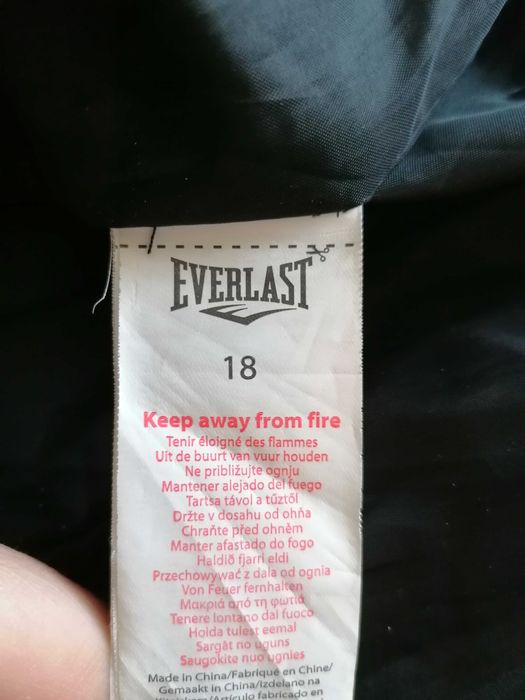 EVERLAST
18
Keep away from fire
Tenir éloigné des flammes
Uit de buurt van vuur houden
Ne približujte ognju
Mantener alejado del fuego
Tartsa távol a tűztől
Držte v dosahu od ohňa
Chraňte před ohněm
Manter afastado do fogo
Haldið fjarri eldi
Przechowywać z dala od ognia
Von Feuer fernhalten
Μακριά από τη φωτιά
Tenere lontano dal fuoco
Hoida tulest eemal
Sargāt no uguns
Saugokite nuo ugnies
Made in China/Fabriqué en Chine/
Gemaakt in China/Izdelano na
/Artículo fabricado en